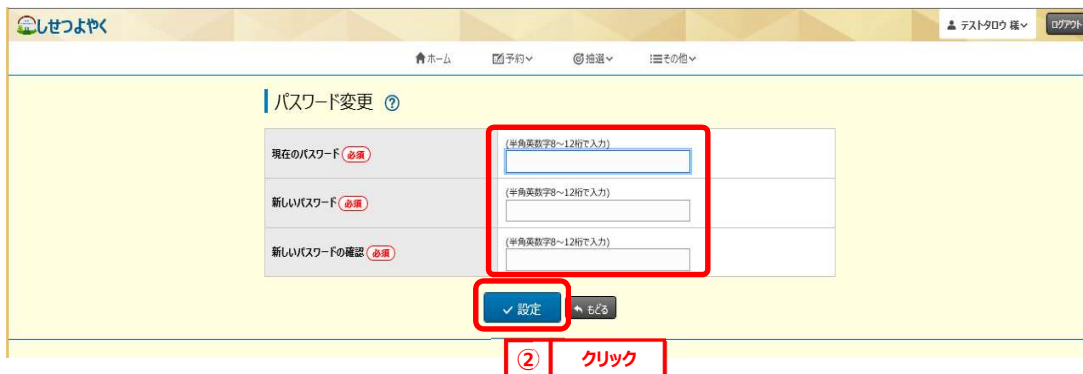 しせつよやく
テストタロウ 様
ログアウト
ホーム 予約 抽選 その他
パスワード変更 ?
(半角英数字8～12桁で入力)
現在のパスワード 必須
(半角英数字8～12桁で入力)
新しいパスワード 必須
(半角英数字8～12桁で入力)
新しいパスワードの確認 必須
設定 もどる
② クリック